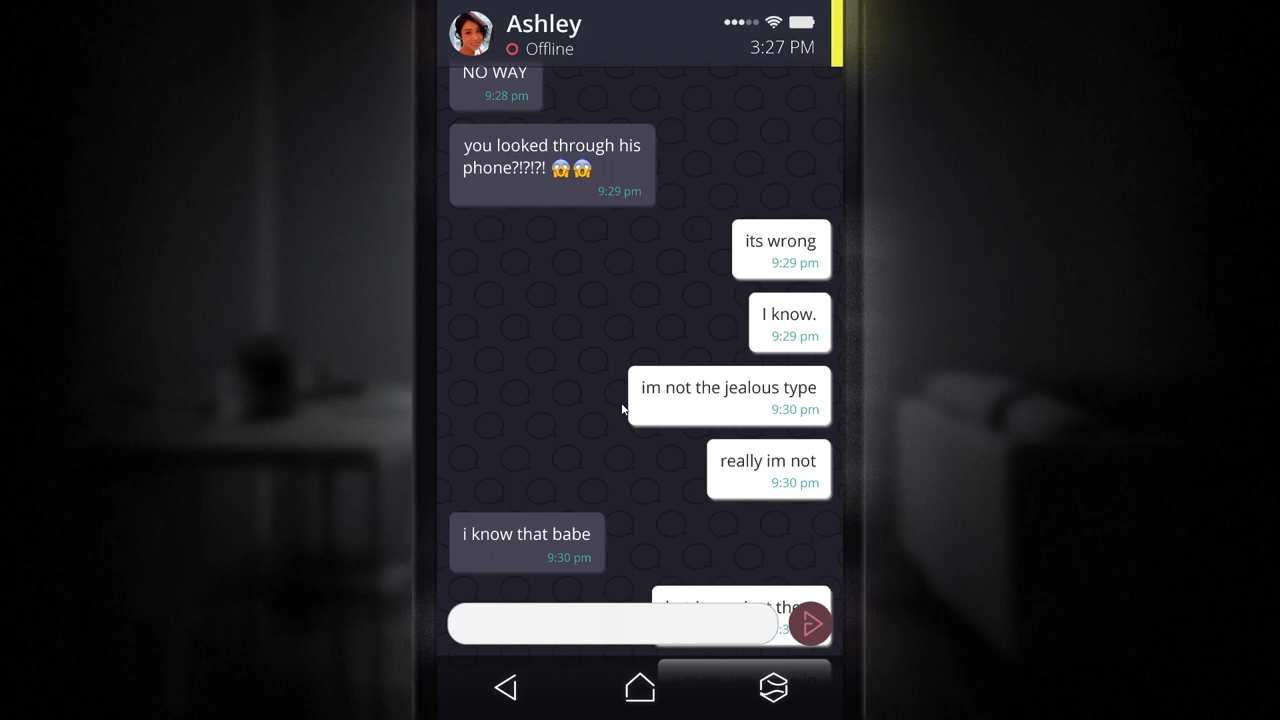 Ashley
Offline
3:27 PM
NO WAY
9:28 pm
you looked through his
phone?!?!?! 😱😱
9:29 pm
its wrong
9:29 pm
I know.
9:29 pm
im not the jealous type
9:30 pm
really im not
9:30 pm
i know that babe
9:30 pm